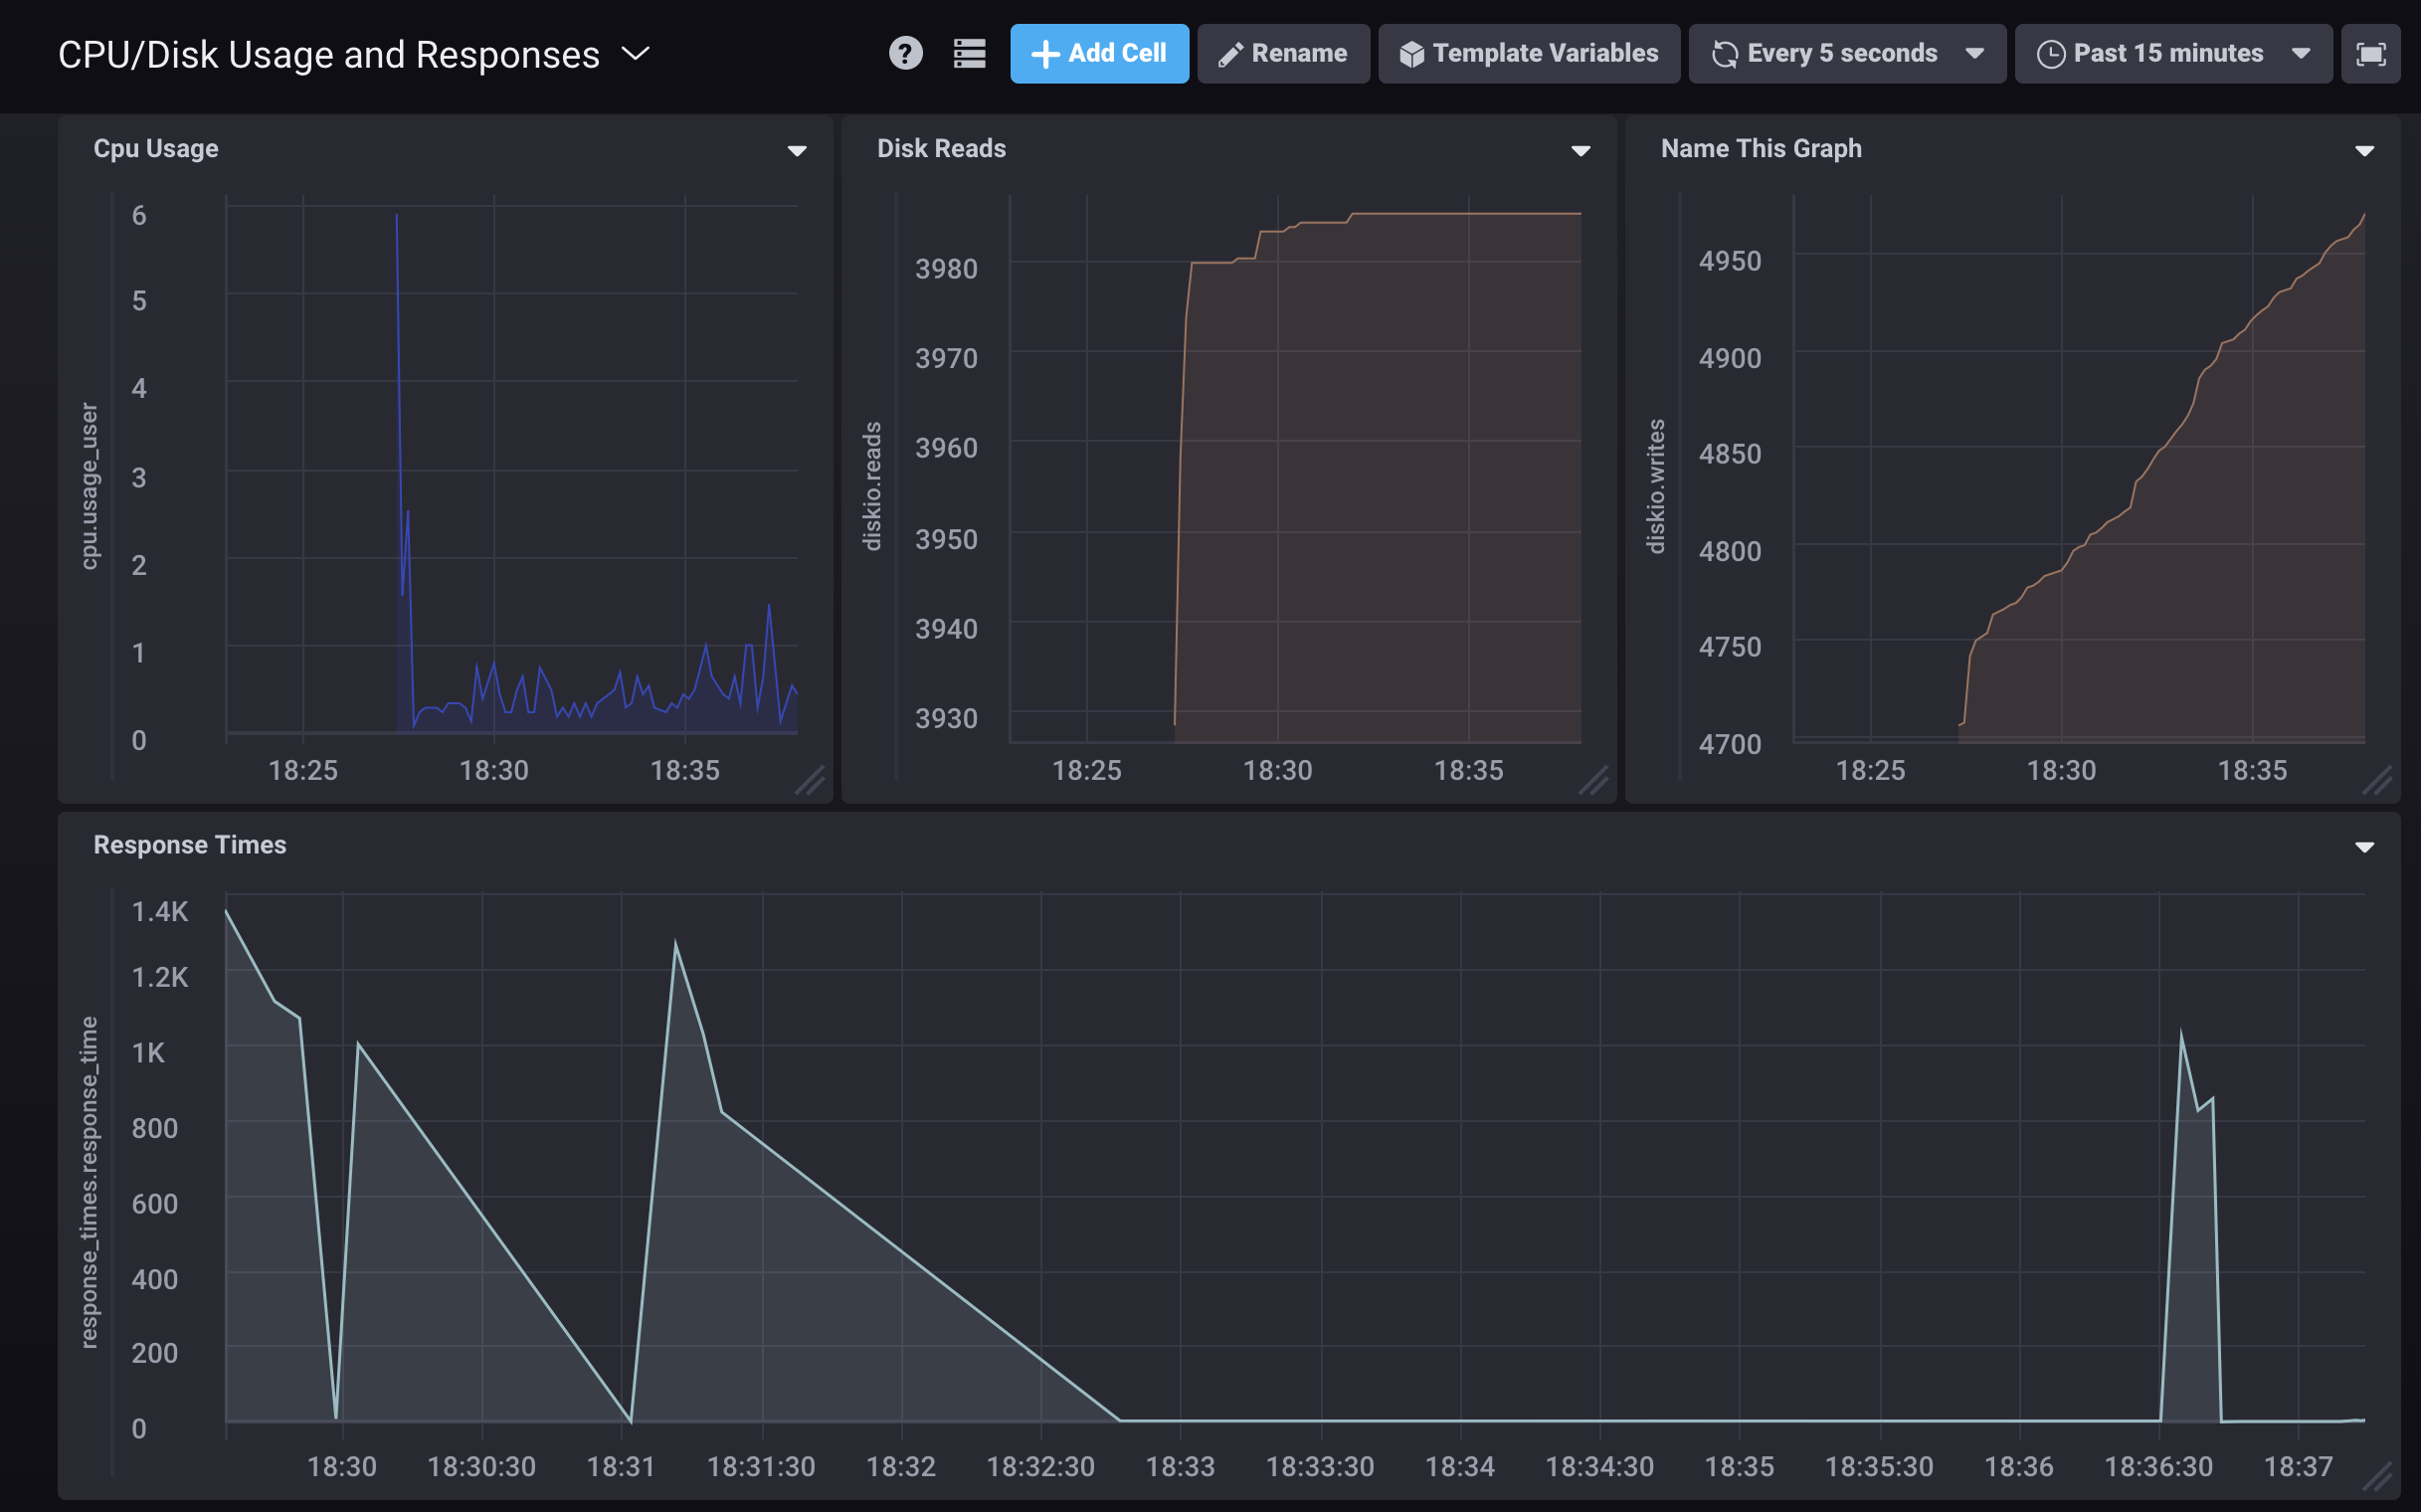 CPU/Disk Usage and Responses
?
Add Cell
Rename
Template Variables
Every 5 seconds
Past 15 minutes
Cpu Usage
cpu.usage_user
6
5
4
3
2
1
0
18:25 18:30 18:35
Disk Reads
diskio.reads
3980
3970
3960
3950
3940
3930
18:25 18:30 18:35
Name This Graph
diskio.writes
4950
4900
4850
4800
4750
4700
18:25 18:30 18:35
Response Times
response_times.response_time
1.4K
1.2K
1K
800
600
400
200
0
18:30 18:30:30 18:31 18:31:30 18:32 18:32:30 18:33 18:33:30 18:34 18:34:30 18:35 18:35:30 18:36 18:36:30 18:37